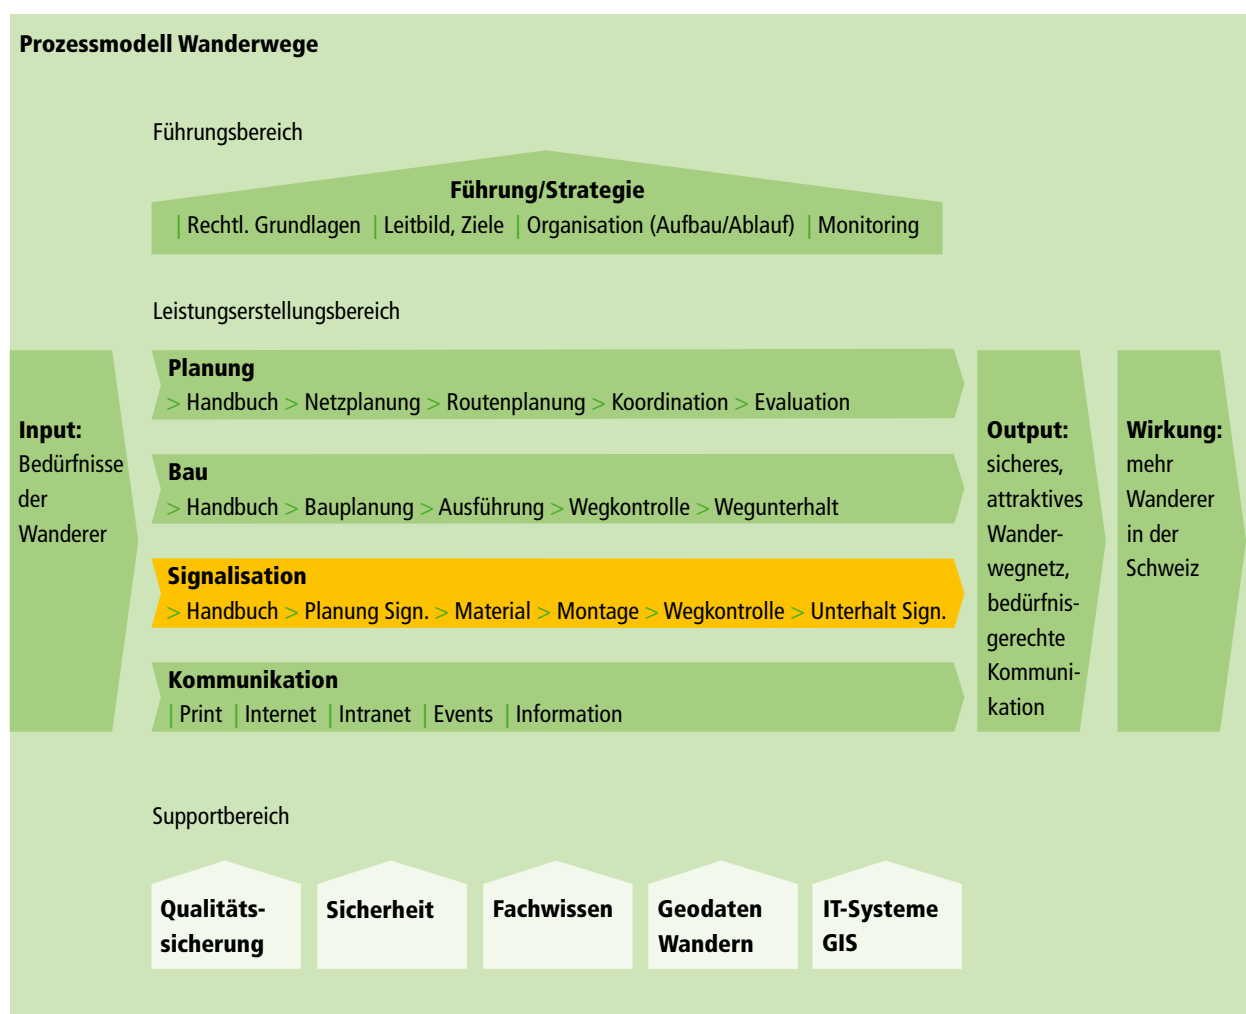 Prozessmodell Wanderwege
Führungsbereich
Führung/Strategie
| Rechtl. Grundlagen | Leitbild, Ziele | Organisation (Aufbau/Ablauf) | Monitoring
Leistungserstellungsbereich
Input:
Bedürfnisse
der
Wanderer
Planung
> Handbuch > Netzplanung > Routenplanung > Koordination > Evaluation
Bau
> Handbuch > Bauplanung > Ausführung > Wegkontrolle > Wegunterhalt
Signalisation
> Handbuch > Planung Sign. > Material > Montage > Wegkontrolle > Unterhalt Sign.
Kommunikation
| Print | Internet | Intranet | Events | Information
Output:
sicheres,
attraktives
Wander-
wegnetz,
bedürfnis-
gerechte
Kommuni-
kation
Wirkung:
mehr
Wanderer
in der
Schweiz
Supportbereich
Qualitäts-
sicherung
Sicherheit
Fachwissen
Geodaten
Wandern
IT-Systeme
GIS